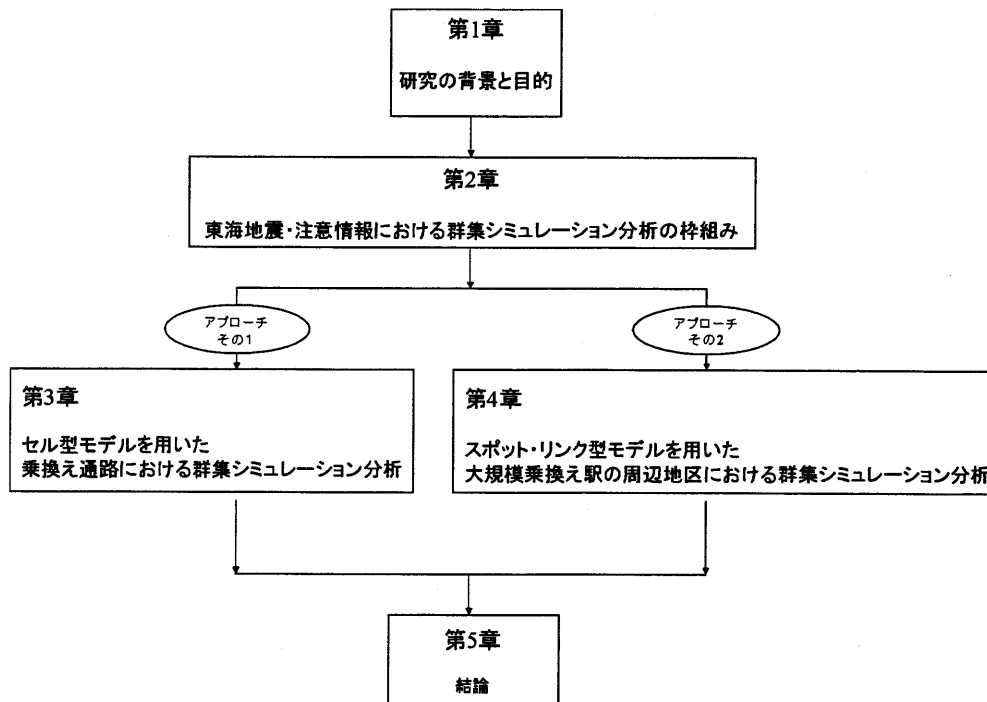 第1章
研究の背景と目的
第2章
東海地震・注意情報における群集シミュレーション分析の枠組み
アプローチ
その1
アプローチ
その2
第3章
セル型モデルを用いた
乗換え通路における群集シミュレーション分析
第4章
スポット・リンク型モデルを用いた
大規模乗換え駅の周辺地区における群集シミュレーション分析
第5章
結論